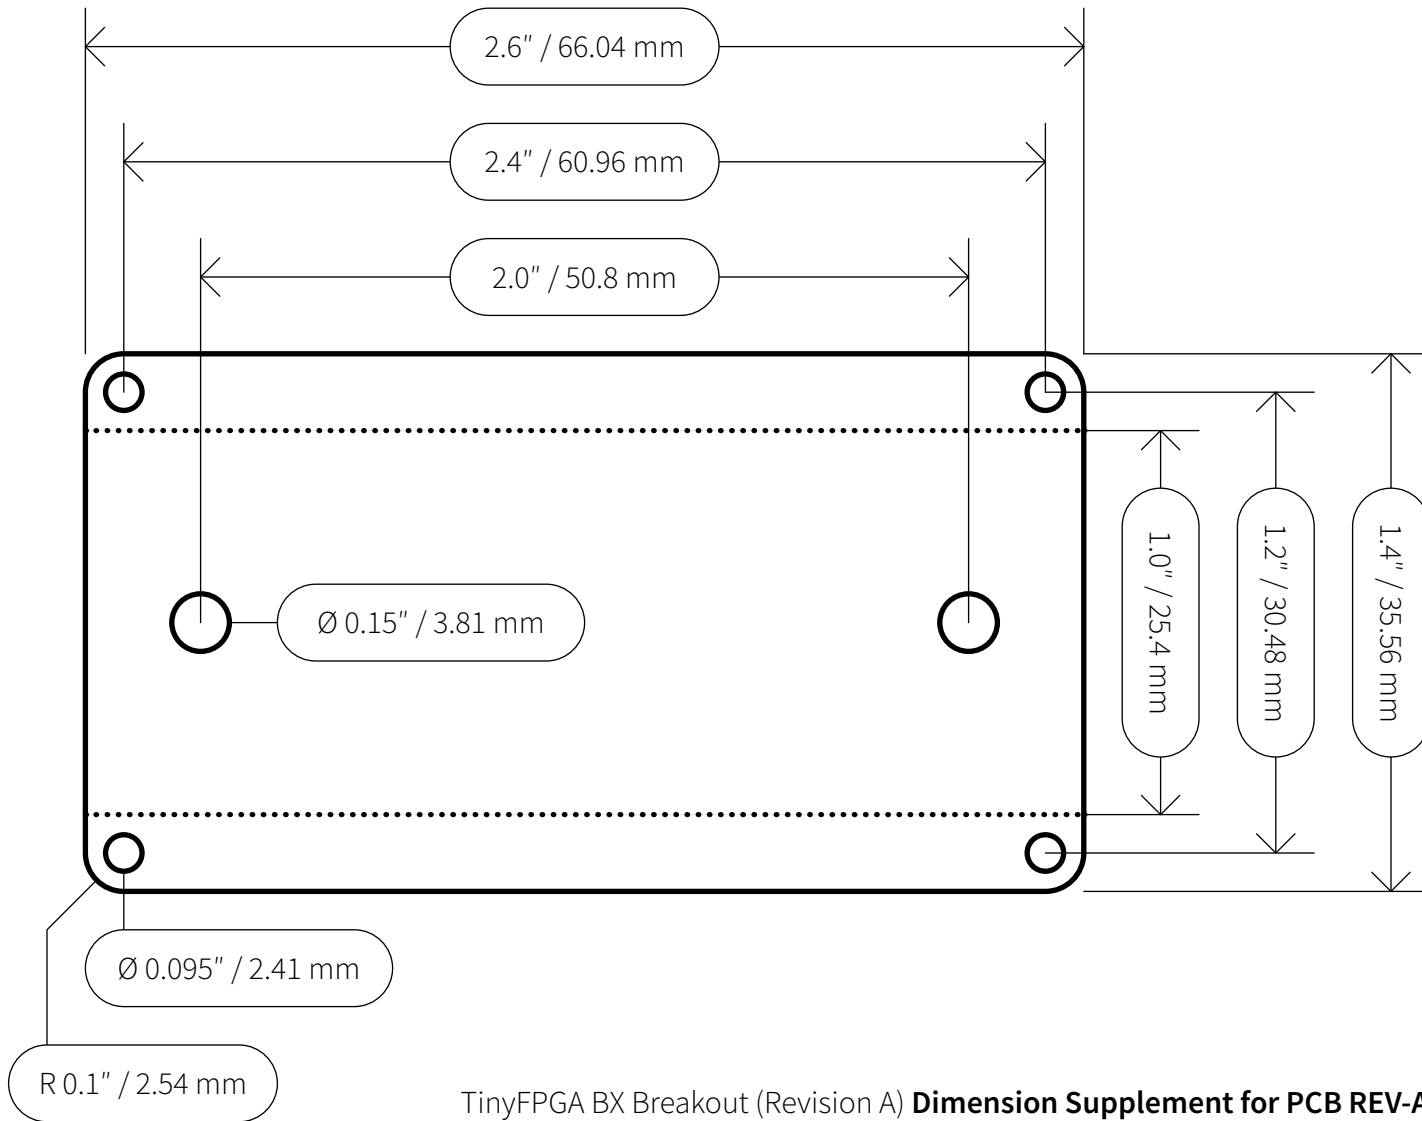 2.6" / 66.04 mm
2.4" / 60.96 mm
2.0" / 50.8 mm
1.0" / 25.4 mm
1.2" / 30.48 mm
1.4" / 35.56 mm
Ø 0.15" / 3.81 mm
Ø 0.095" / 2.41 mm
R 0.1" / 2.54 mm
TinyFPGA BX Breakout (Revision A) Dimension Supplement for PCB REV-A